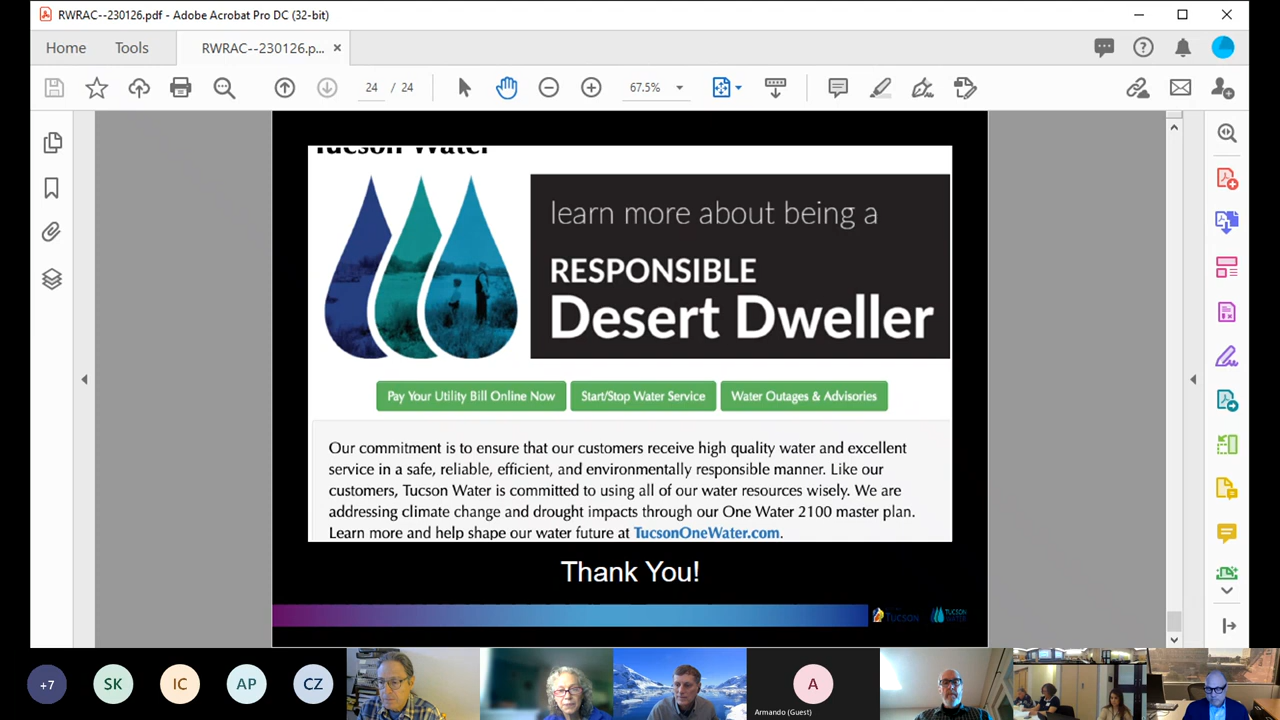 RWRAC--230126.pdf - Adobe Acrobat Pro DC (32-bit)
Home Tools RWRAC--230126.p...
24 / 24 67.5%
Tucson Water
learn more about being a
RESPONSIBLE
Desert Dweller
Pay Your Utility Bill Online Now Start/Stop Water Service Water Outages & Advisories
Our commitment is to ensure that our customers receive high quality water and excellent
service in a safe, reliable, efficient, and environmentally responsible manner. Like our
customers, Tucson Water is committed to using all of our water resources wisely. We are
addressing climate change and drought impacts through our One Water 2100 master plan.
Learn more and help shape our water future at TucsonOneWater.com.
Thank You!
TUCSON TUCSON
WATER
+7 SK IC AP CZ A
Armando (Guest)